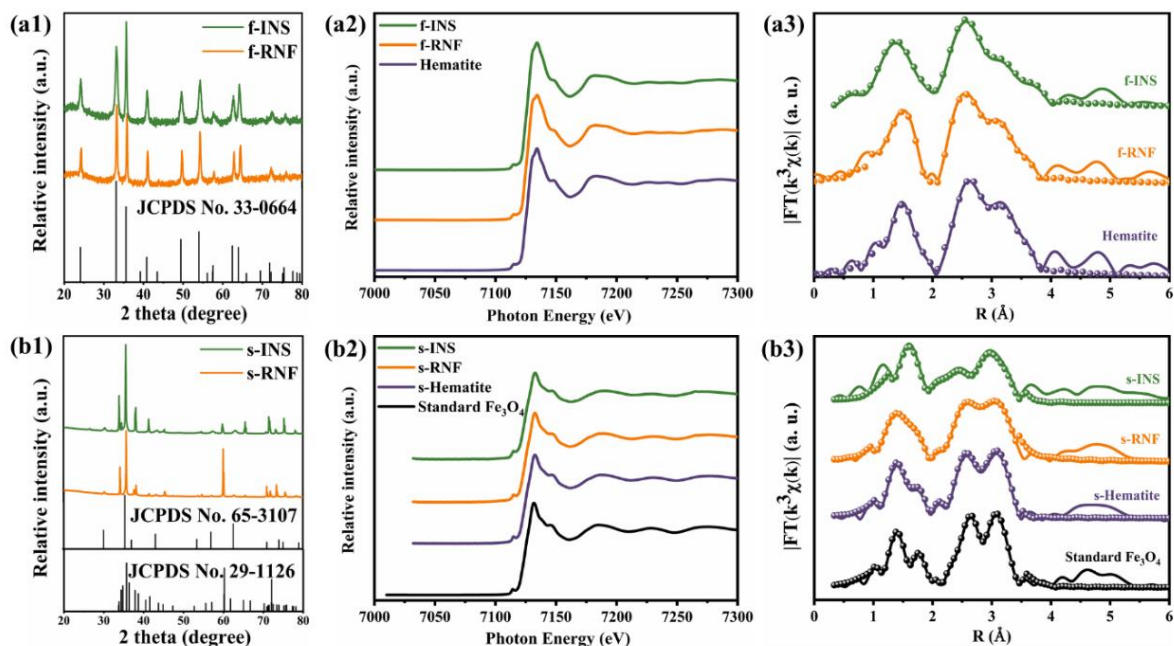 (a1)
f-INS
f-RNF
JCPDS No. 33-0664
Relative intensity (a.u.)
20 30 40 50 60 70 80
2 theta (degree)
(a2)
f-INS
f-RNF
Hematite
Relative intensity (a.u.)
7000 7050 7100 7150 7200 7250 7300
Photon Energy (eV)
(a3)
f-INS
f-RNF
Hematite
|FT(k³χ(k)| (a. u.)
0 1 2 3 4 5 6
R (Å)
(b1)
s-INS
s-RNF
JCPDS No. 65-3107
JCPDS No. 29-1126
Relative intensity (a.u.)
20 30 40 50 60 70 80
2 theta (degree)
(b2)
s-INS
s-RNF
s-Hematite
Standard Fe₃O₄
Relative intensity (a.u.)
7000 7050 7100 7150 7200 7250 7300
Photon Energy (eV)
(b3)
s-INS
s-RNF
s-Hematite
Standard Fe₃O₄
|FT(k³χ(k)| (a. u.)
0 1 2 3 4 5 6
R (Å)